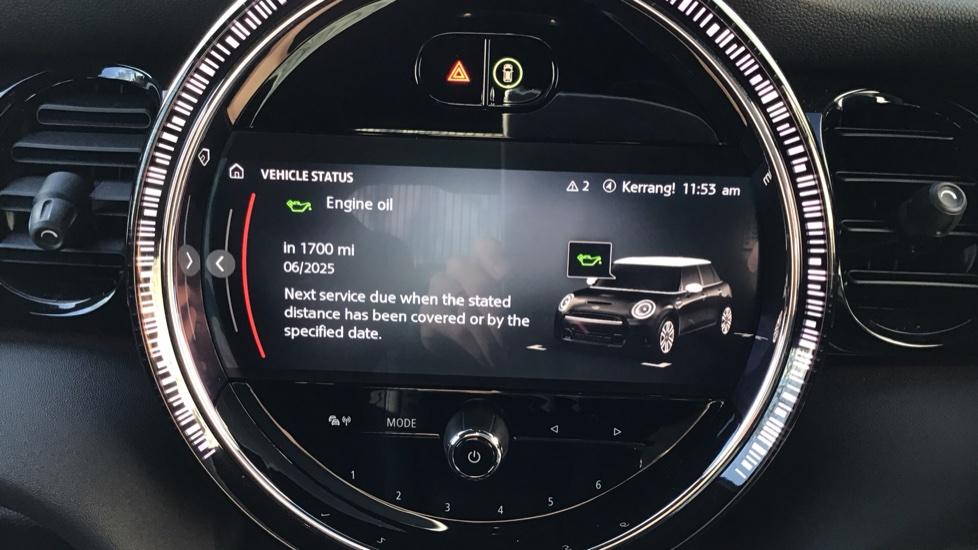 VEHICLE STATUS
2 Kerrang! 11:53 am
Engine oil
in 1700 mi
06/2025
Next service due when the stated
distance has been covered or by the
specified date.
MODE
1 2 3 4 5 6